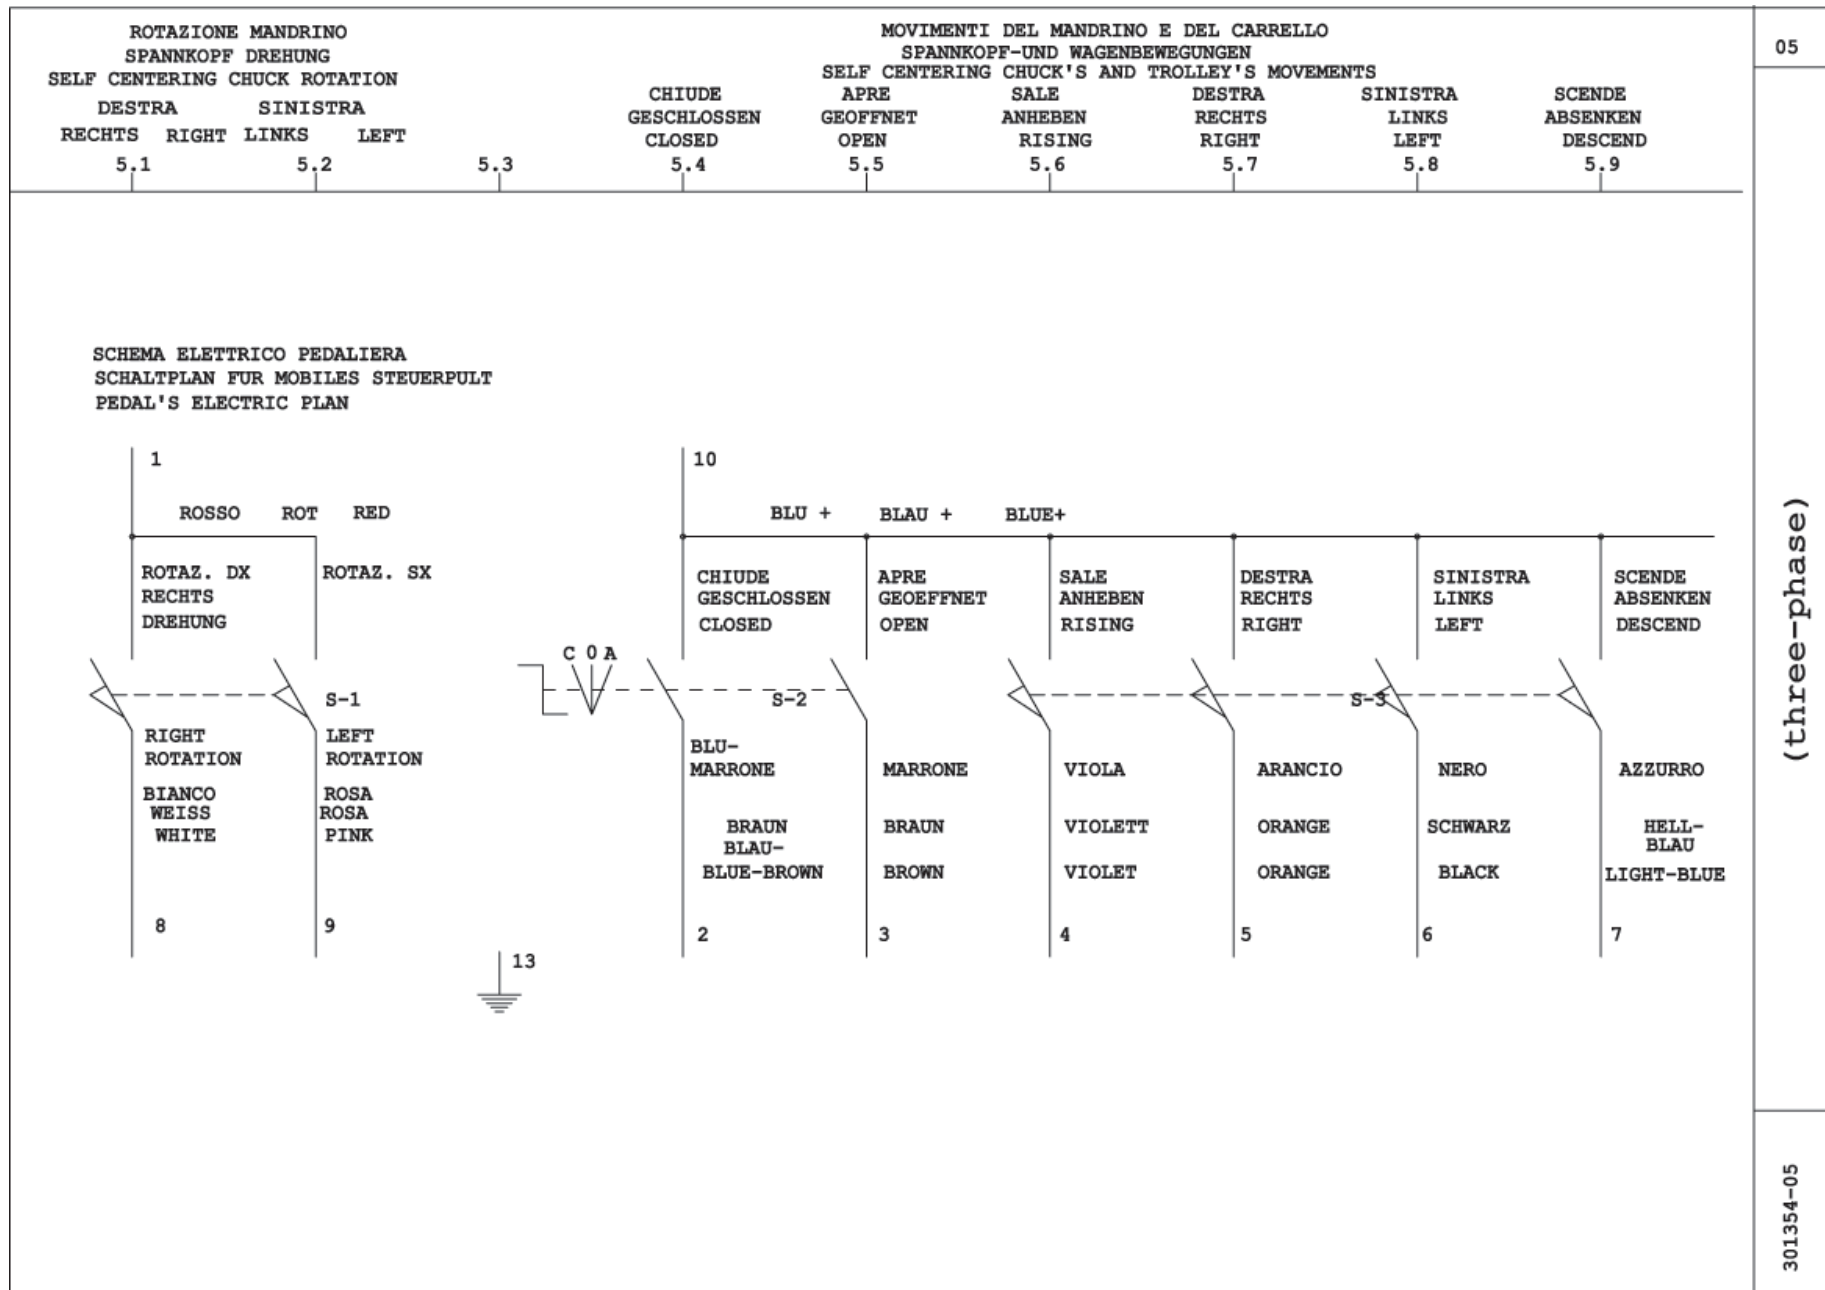 ROTAZIONE MANDRINO
SPANNKOPF DREHUNG
SELF CENTERING CHUCK ROTATION
DESTRA SINISTRA
RECHTS RIGHT LINKS LEFT
MOVIMENTI DEL MANDRINO E DEL CARRELLO
SPANNKOPF-UND WAGENBEWEGUNGEN
SELF CENTERING CHUCK'S AND TROLLEY'S MOVEMENTS
CHIUDE APRE SALE DESTRA SINISTRA SCENDE
GESCHLOSSEN GEOFFNET ANHEBEN RECHTS LINKS ABSENKEN
CLOSED OPEN RISING RIGHT LEFT DESCEND
5.1 5.2 5.3 5.4 5.5 5.6 5.7 5.8 5.9
05
SCHEMA ELETTRICO PEDALIERA
SCHALTPLAN FUR MOBILES STEUERPULT
PEDAL'S ELECTRIC PLAN
1 10
ROSSO ROT RED
BLU + BLAU + BLUE+
ROTAZ. DX ROTAZ. SX
RECHTS
DREHUNG
CHIUDE APRE SALE DESTRA SINISTRA SCENDE
GESCHLOSSEN GEOEFFNET ANHEBEN RECHTS LINKS ABSENKEN
CLOSED OPEN RISING RIGHT LEFT DESCEND
C 0 A
S-1 S-2 S-3
RIGHT LEFT
ROTATION ROTATION
BIANCO ROSA
WEISS ROSA
WHITE PINK
BLU-
MARRONE MARRONE VIOLA ARANCIO NERO AZZURRO
BRAUN BRAUN VIOLETT ORANGE SCHWARZ HELL-
BLAU- BLAU
BLUE-BROWN BROWN VIOLET ORANGE BLACK LIGHT-BLUE
8 9 2 3 4 5 6 7
13
(three-phase)
301354-05